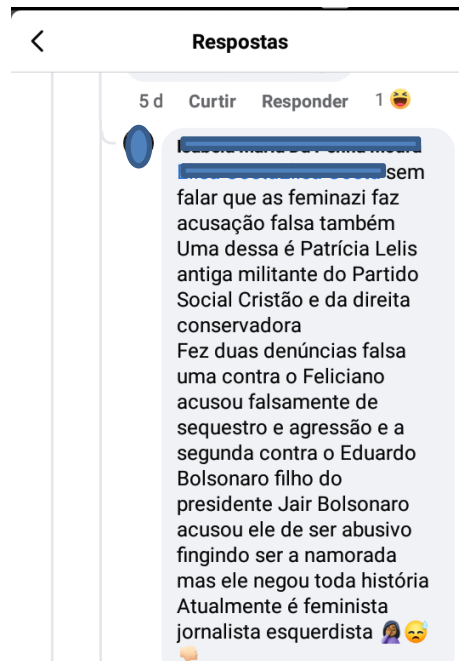 Respostas
5 d Curtir Responder 1 😆
sem
falar que as feminazi faz
acusação falsa também
Uma dessa é Patrícia Lelis
antiga militante do Partido
Social Cristão e da direita
conservadora
Fez duas denúncias falsa
uma contra o Feliciano
acusou falsamente de
sequestro e agressão e a
segunda contra o Eduardo
Bolsonaro filho do
presidente Jair Bolsonaro
acusou ele de ser abusivo
fingindo ser a namorada
mas ele negou toda história
Atualmente é feminista
jornalista esquerdista 🤦🏾‍♀️😓